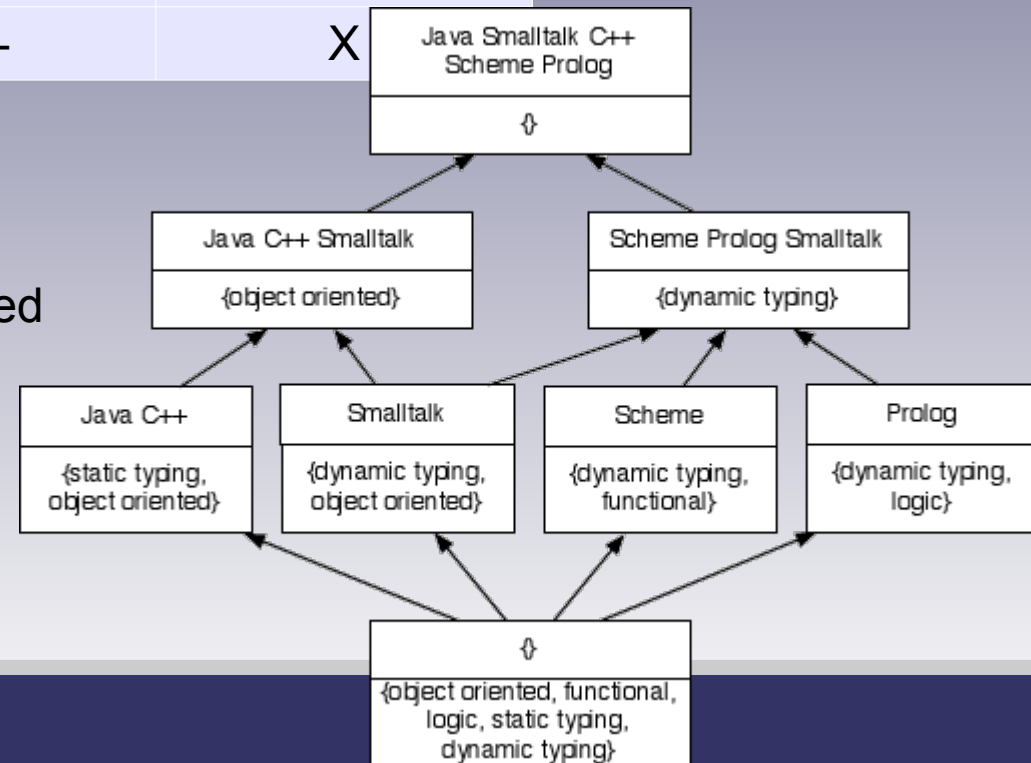 -
X
Java Smalltalk C++
Scheme Prolog
{}
Java C++ Smalltalk
{object oriented}
Scheme Prolog Smalltalk
{dynamic typing}
ed
Java C++
{static typing,
object oriented}
Smalltalk
{dynamic typing,
object oriented}
Scheme
{dynamic typing,
functional}
Prolog
{dynamic typing,
logic}
{}
{object oriented, functional,
logic, static typing,
dynamic typing}